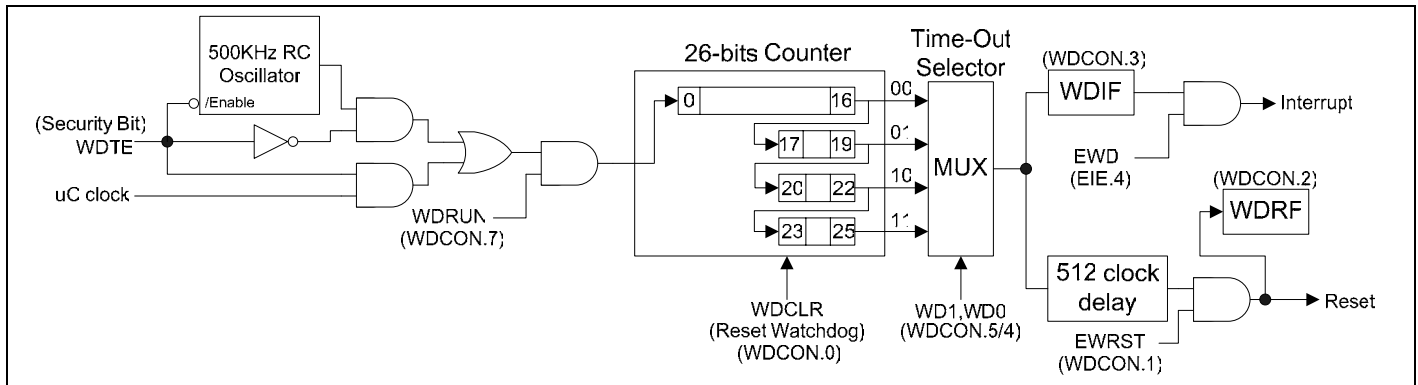 500KHz RC
Oscillator
/Enable
(Security Bit)
WDTE
uC clock
WDRUN
(WDCON.7)
26-bits Counter
0
16
17
19
20
22
23
25
WDCLR
(Reset Watchdog)
(WDCON.0)
Time-Out
Selector
00
01
10
11
MUX
WD1,WD0
(WDCON.5/4)
(WDCON.3)
WDIF
Interrupt
EWD
(EIE.4)
(WDCON.2)
WDRF
512 clock
delay
Reset
EWRST
(WDCON.1)